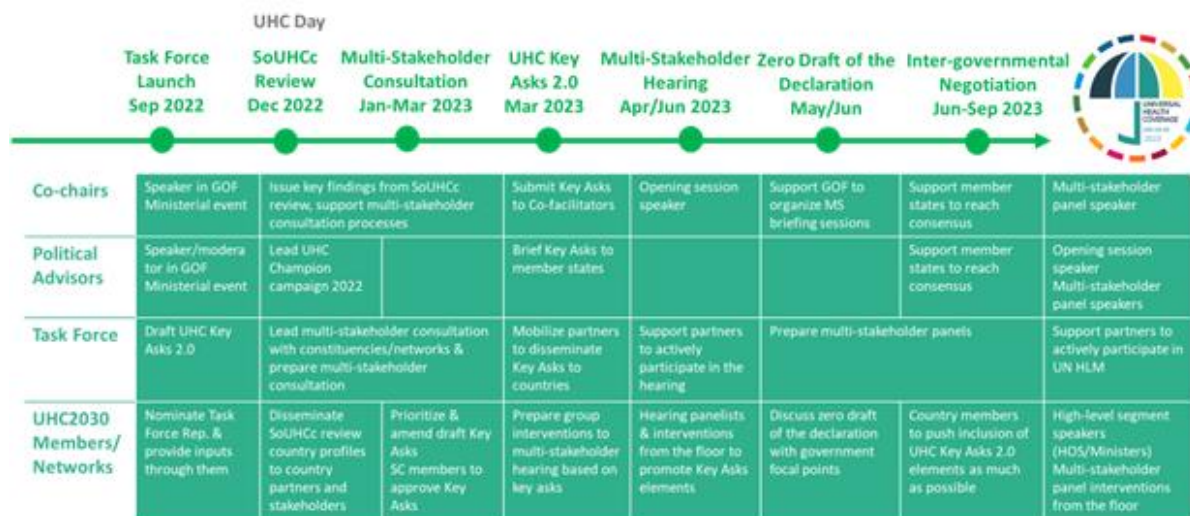 UHC Day
Task Force
Launch
Sep 2022
SoUHCc
Review
Dec 2022
Multi-Stakeholder
Consultation
Jan-Mar 2023
UHC Key
Asks 2.0
Mar 2023
Multi-Stakeholder
Hearing
Apr/Jun 2023
Zero Draft of the
Declaration
May/Jun
Inter-governmental
Negotiation
Jun-Sep 2023
UNIVERSAL
HEALTH
COVERAGE
2023
Co-chairs
Speaker in GOF
Ministerial event
Issue key findings from SoUHCc
review, support multi-stakeholder
consultation processes
Submit Key Asks
to Co-facilitators
Opening session
speaker
Support GOF to
organize MS
briefing sessions
Support member
states to reach
consensus
Multi-stakeholder
panel speaker
Political
Advisors
Speaker/modera
tor in GOF
Ministerial event
Lead UHC
Champion
campaign 2022
Brief Key Asks to
member states
Support member
states to reach
consensus
Opening session
speaker
Multi-stakeholder
panel speakers
Task Force
Draft UHC Key
Asks 2.0
Lead multi-stakeholder consultation
with constituencies/networks &
prepare multi-stakeholder
consultation
Mobilize partners
to disseminate
Key Asks to
countries
Support partners
to actively
participate in the
hearing
Prepare multi-stakeholder panels
Support partners to
actively participate in
UN HLM
UHC2030
Members/
Networks
Nominate Task
Force Rep. &
provide inputs
through them
Disseminate
SoUHCc review
country profiles
to country
partners and
stakeholders
Prioritize &
amend draft Key
Asks
SC members to
approve Key
Asks
Prepare group
interventions to
multi-stakeholder
hearing based on
key asks
Hearing panelists
& interventions
from the floor to
promote Key Asks
elements
Discuss zero draft
of the declaration
with government
focal points
Country members
to push inclusion of
UHC Key Asks 2.0
elements as much
as possible
High-level segment
speakers
(HOS/Ministers)
Multi-stakeholder
panel interventions
from the floor